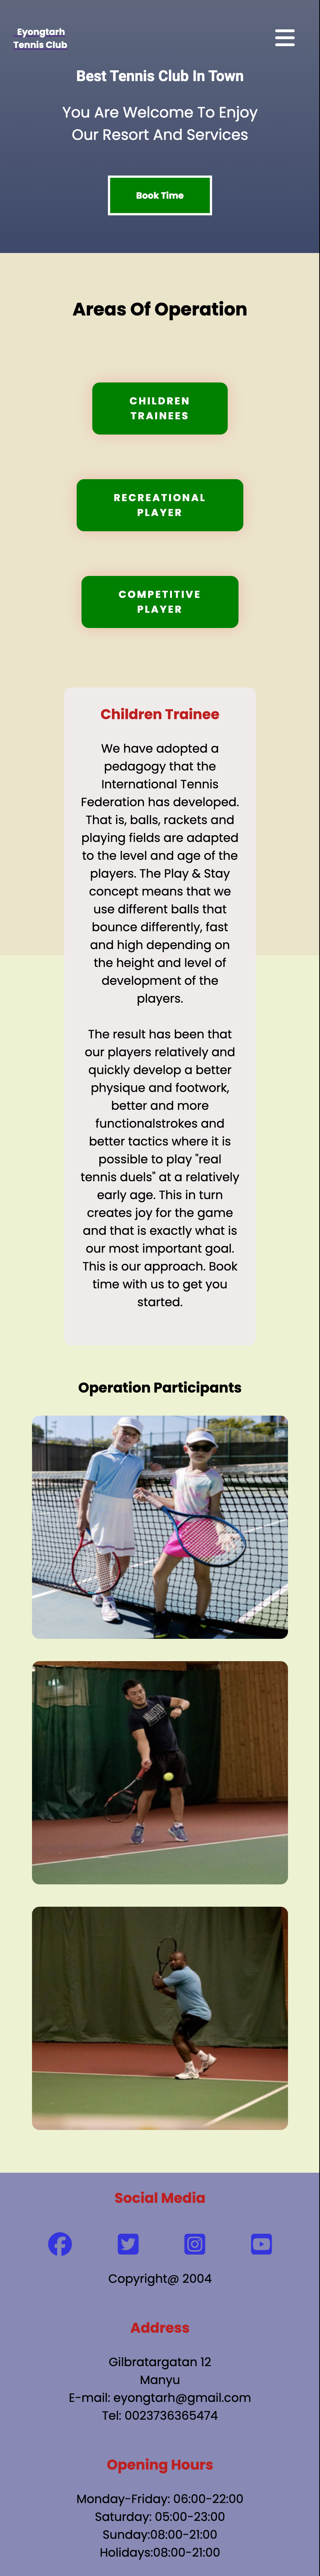 Eyongtarh
Tennis Club
Best Tennis Club In Town
You Are Welcome To Enjoy
Our Resort And Services
Book Time
Areas Of Operation
CHILDREN
TRAINEES
RECREATIONAL
PLAYER
COMPETITIVE
PLAYER
Children Trainee
We have adopted a
pedagogy that the
International Tennis
Federation has developed.
That is, balls, rackets and
playing fields are adapted
to the level and age of the
players. The Play & Stay
concept means that we
use different balls that
bounce differently, fast
and high depending on
the height and level of
development of the
players.
The result has been that
our players relatively and
quickly develop a better
physique and footwork,
better and more
functionalstrokes and
better tactics where it is
possible to play "real
tennis duels" at a relatively
early age. This in turn
creates joy for the game
and that is exactly what is
our most important goal.
This is our approach. Book
time with us to get you
started.
Operation Participants
Social Media
Copyright@ 2004
Address
Gilbratargatan 12
Manyu
E-mail: eyongtarh@gmail.com
Tel: 0023736365474
Opening Hours
Monday-Friday: 06:00-22:00
Saturday: 05:00-23:00
Sunday:08:00-21:00
Holidays:08:00-21:00